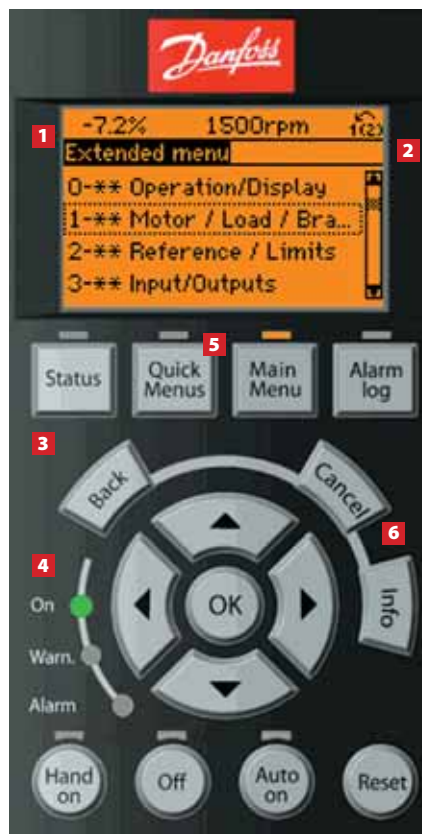 Danfoss
1
-7.2% 1500rpm 1(2)
2
Extended menu
0-** Operation/Display
1-** Motor / Load / Bra...
2-** Reference / Limits
3-** Input/Outputs
5
Status
Quick
Menus
Main
Menu
Alarm
log
3
Back
Cancel
4
6
On
OK
Info
Warn.
Alarm
Hand
on
Off
Auto
on
Reset